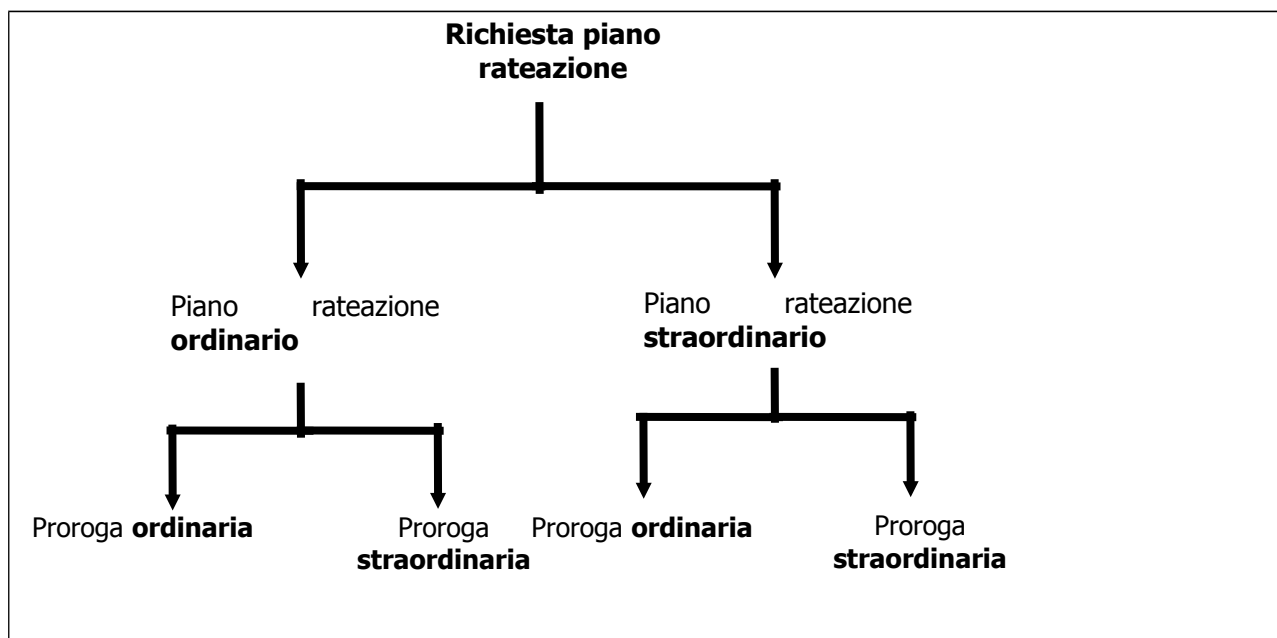 Richiesta piano
rateazione
Piano rateazione
ordinario
Piano rateazione
straordinario
Proroga ordinaria
Proroga
straordinaria
Proroga ordinaria
Proroga
straordinaria